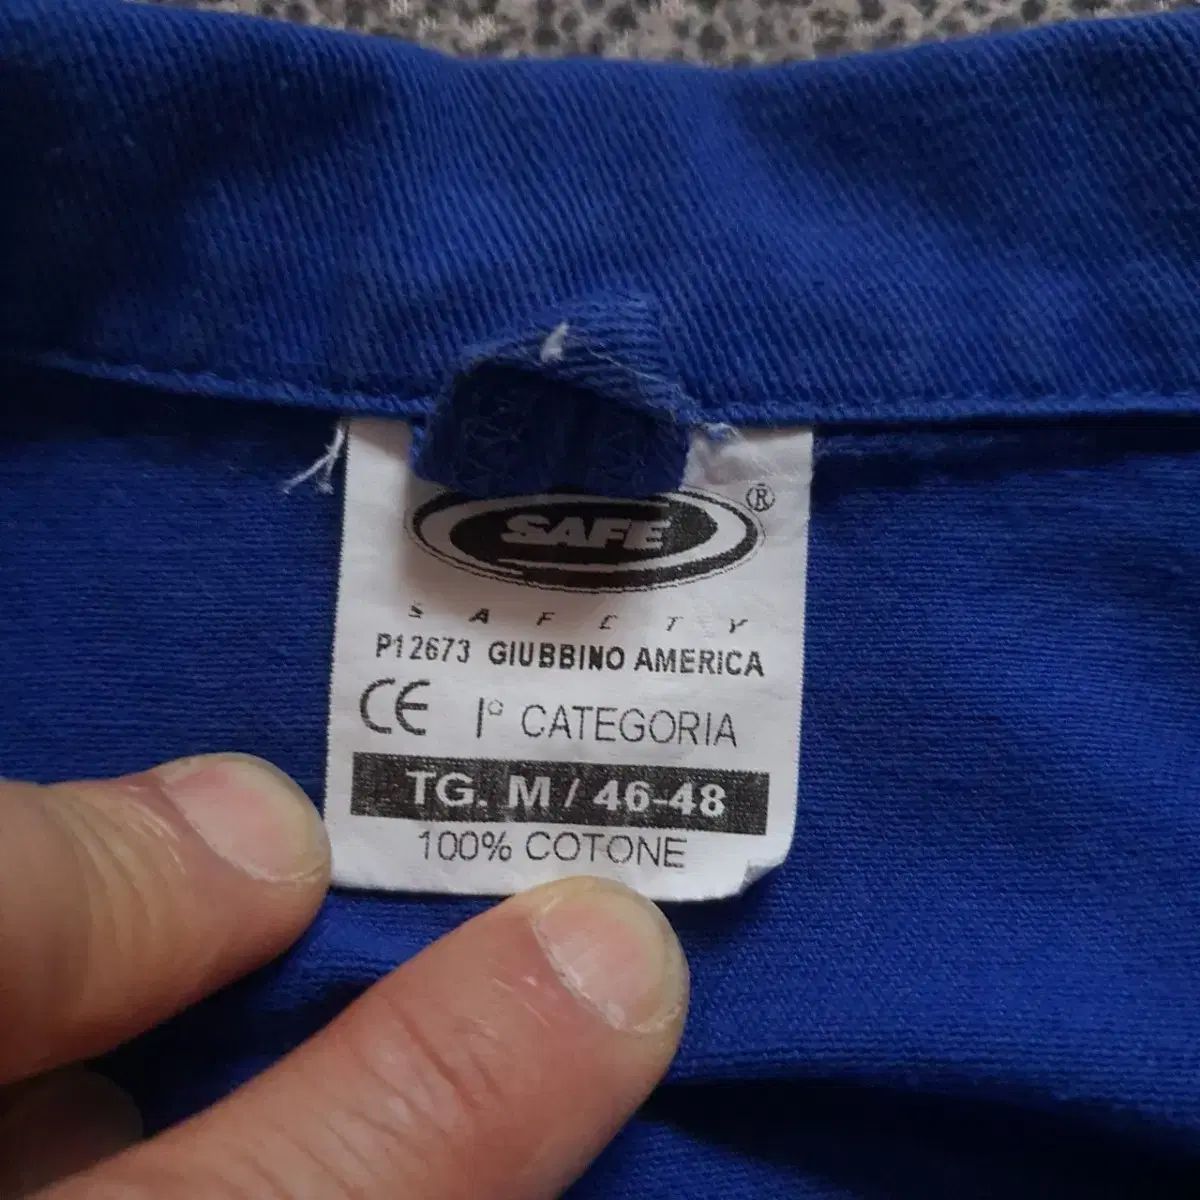 SAFE ®
SAFETY
P12673 GIUBBINO AMERICA
CE I° CATEGORIA
TG. M / 46-48
100% COTONE